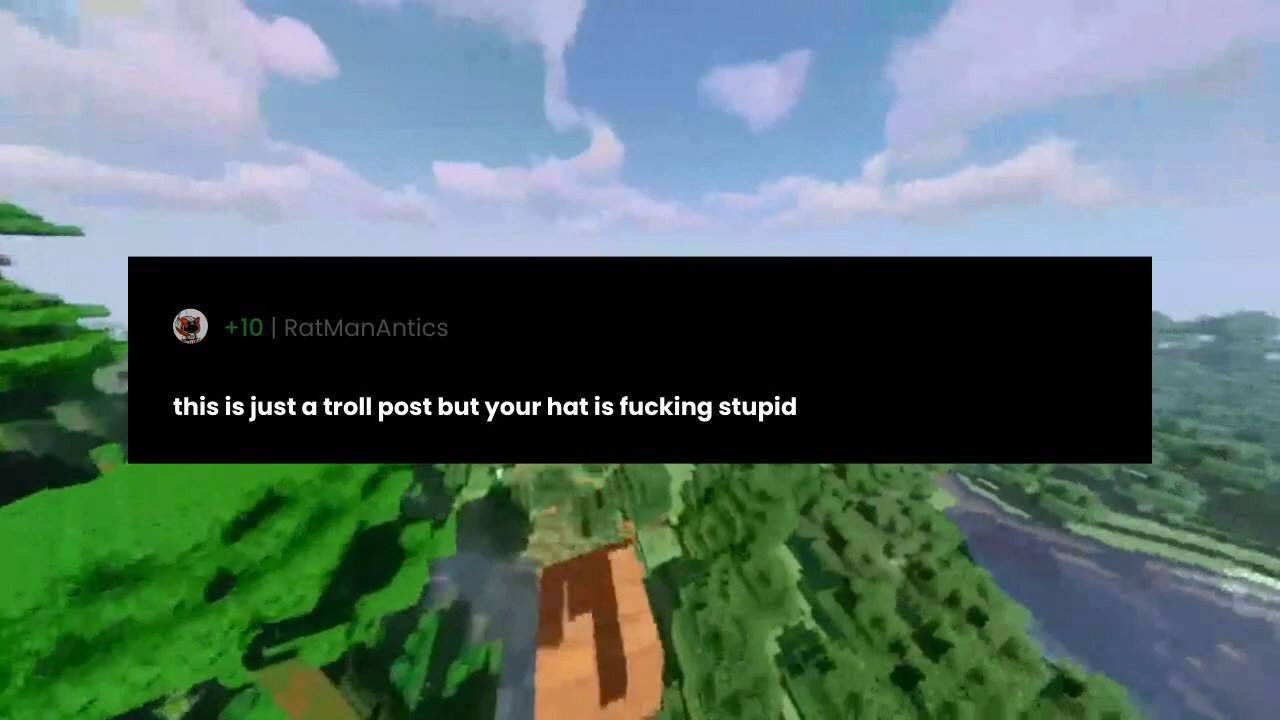 +10 | RatManAntics
this is just a troll post but your hat is fucking stupid